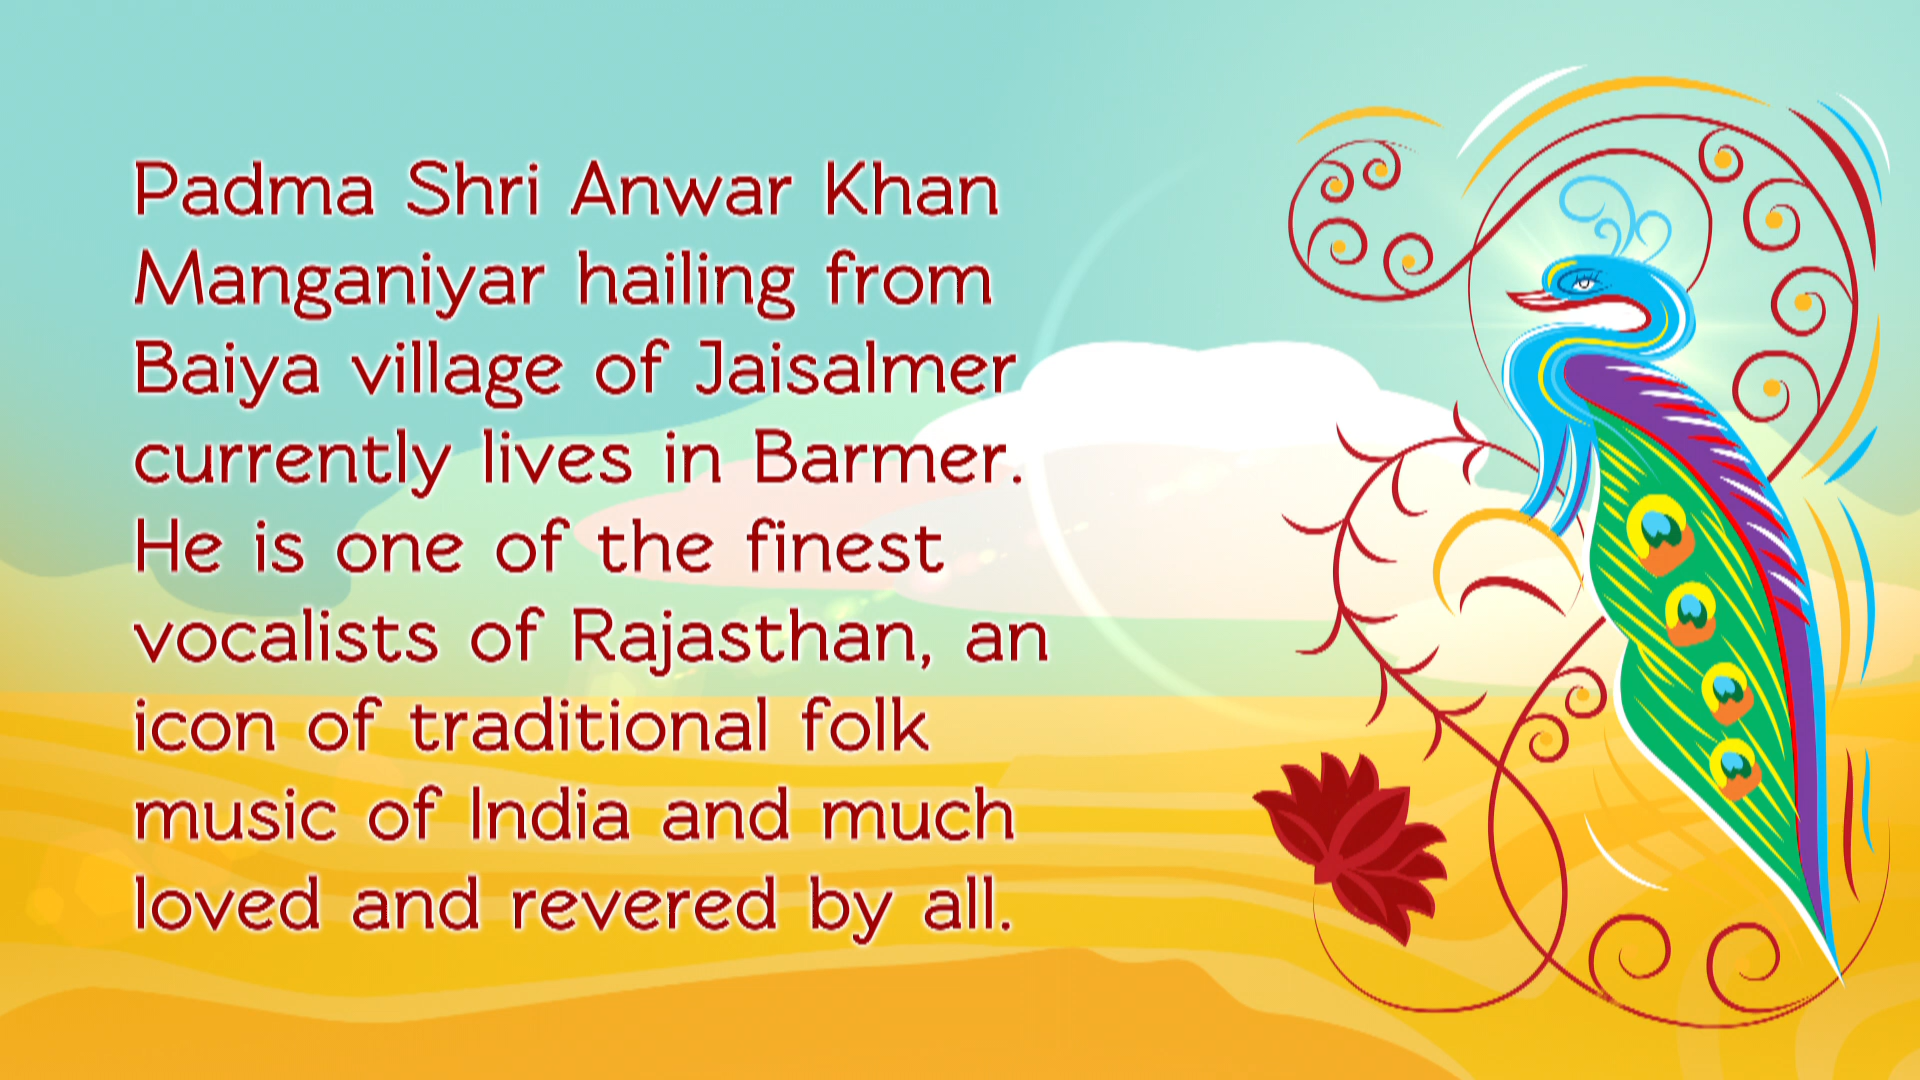 Padma Shri Anwar Khan
Manganiyar hailing from
Baiya village of Jaisalmer
currently lives in Barmer.
He is one of the finest
vocalists of Rajasthan, an
icon of traditional folk
music of India and much
loved and revered by all.